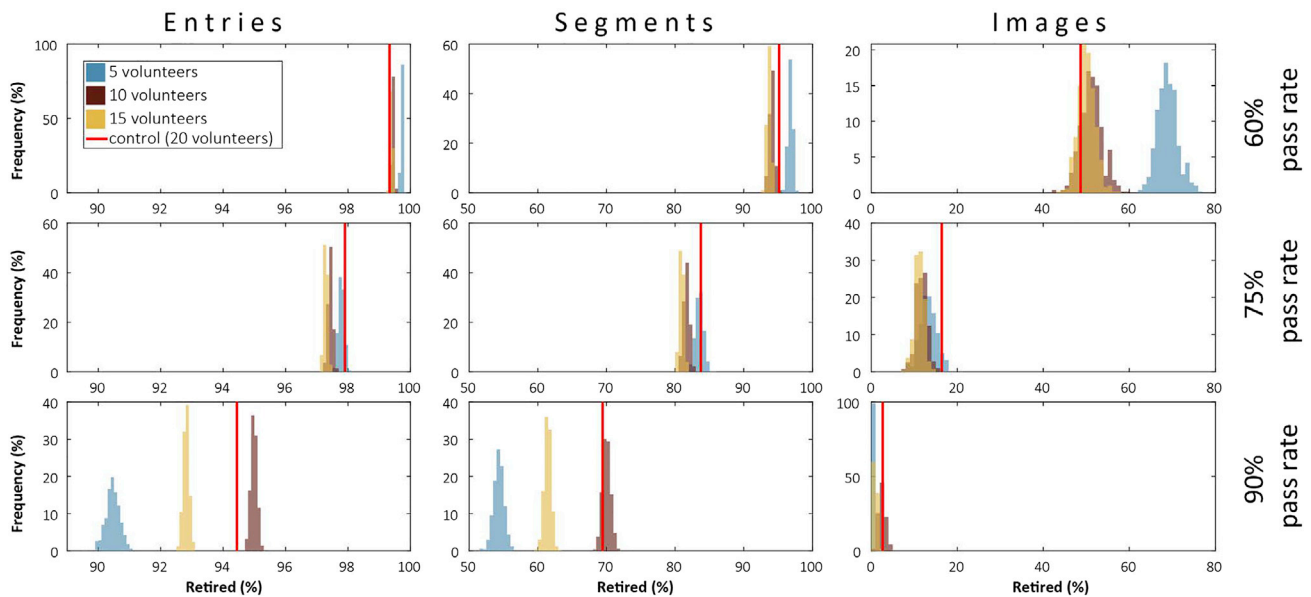 Entries
Segments
Images
100
50
0
Frequency (%)
5 volunteers
10 volunteers
15 volunteers
control (20 volunteers)
90 92 94 96 98 100
60
40
20
0
50 60 70 80 90 100
20
15
10
5
0
0 20 40 60 80
60%
pass rate
60
40
20
0
Frequency (%)
90 92 94 96 98 100
60
40
20
0
50 60 70 80 90 100
40
30
20
10
0
0 20 40 60 80
75%
pass rate
40
30
20
10
0
Frequency (%)
90 92 94 96 98 100
Retired (%)
40
30
20
10
0
50 60 70 80 90 100
Retired (%)
100
50
0
0 20 40 60 80
Retired (%)
90%
pass rate